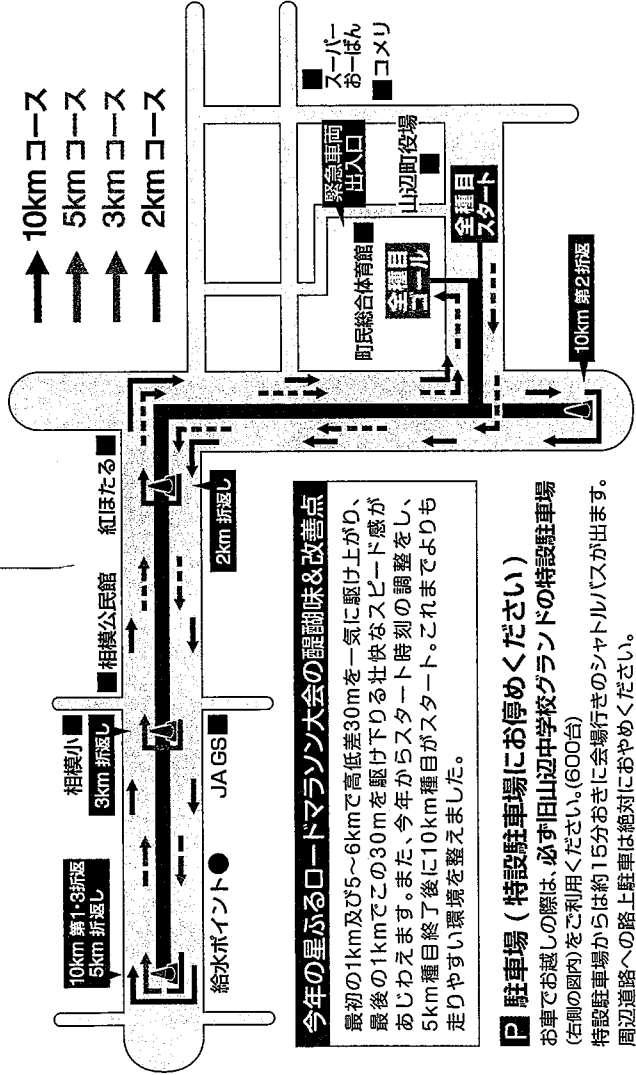 10km コース
5km コース
3km コース
2km コース
スーパー
おーばん
コメリ
緊急車両
出入口
山辺町役場
町民総合体育館
全種目
スタート
全種目
ゴール
10km 第2折返
紅ほたる
2km 折返し
相模公民館
相模小
3km 折返し
JA GS
10km 第1・3折返
5km 折返し
給水ポイント
今年の星ふるロードマラソン大会の醍醐味&改善点
最初の1km及び5～6kmで高低差30mを一気に駆け上がり、
最後の1kmでこの30mを駆け下りる壮快なスピード感が
あじわえます。また、今年からスタート時刻の調整をし、
5km種目終了後に10km種目がスタート。これまでよりも
走りやすい環境を整えました。
P 駐車場 ( 特設駐車場にお停めください )
お車でお越しの際は、必ず旧山辺中学校グランドの特設駐車場
(右側の図内)をご利用ください。(600台)
特設駐車場からは約15分おきに会場行きのシャトルバスが出ます。
周辺道路への路上駐車は絶対におやめください。